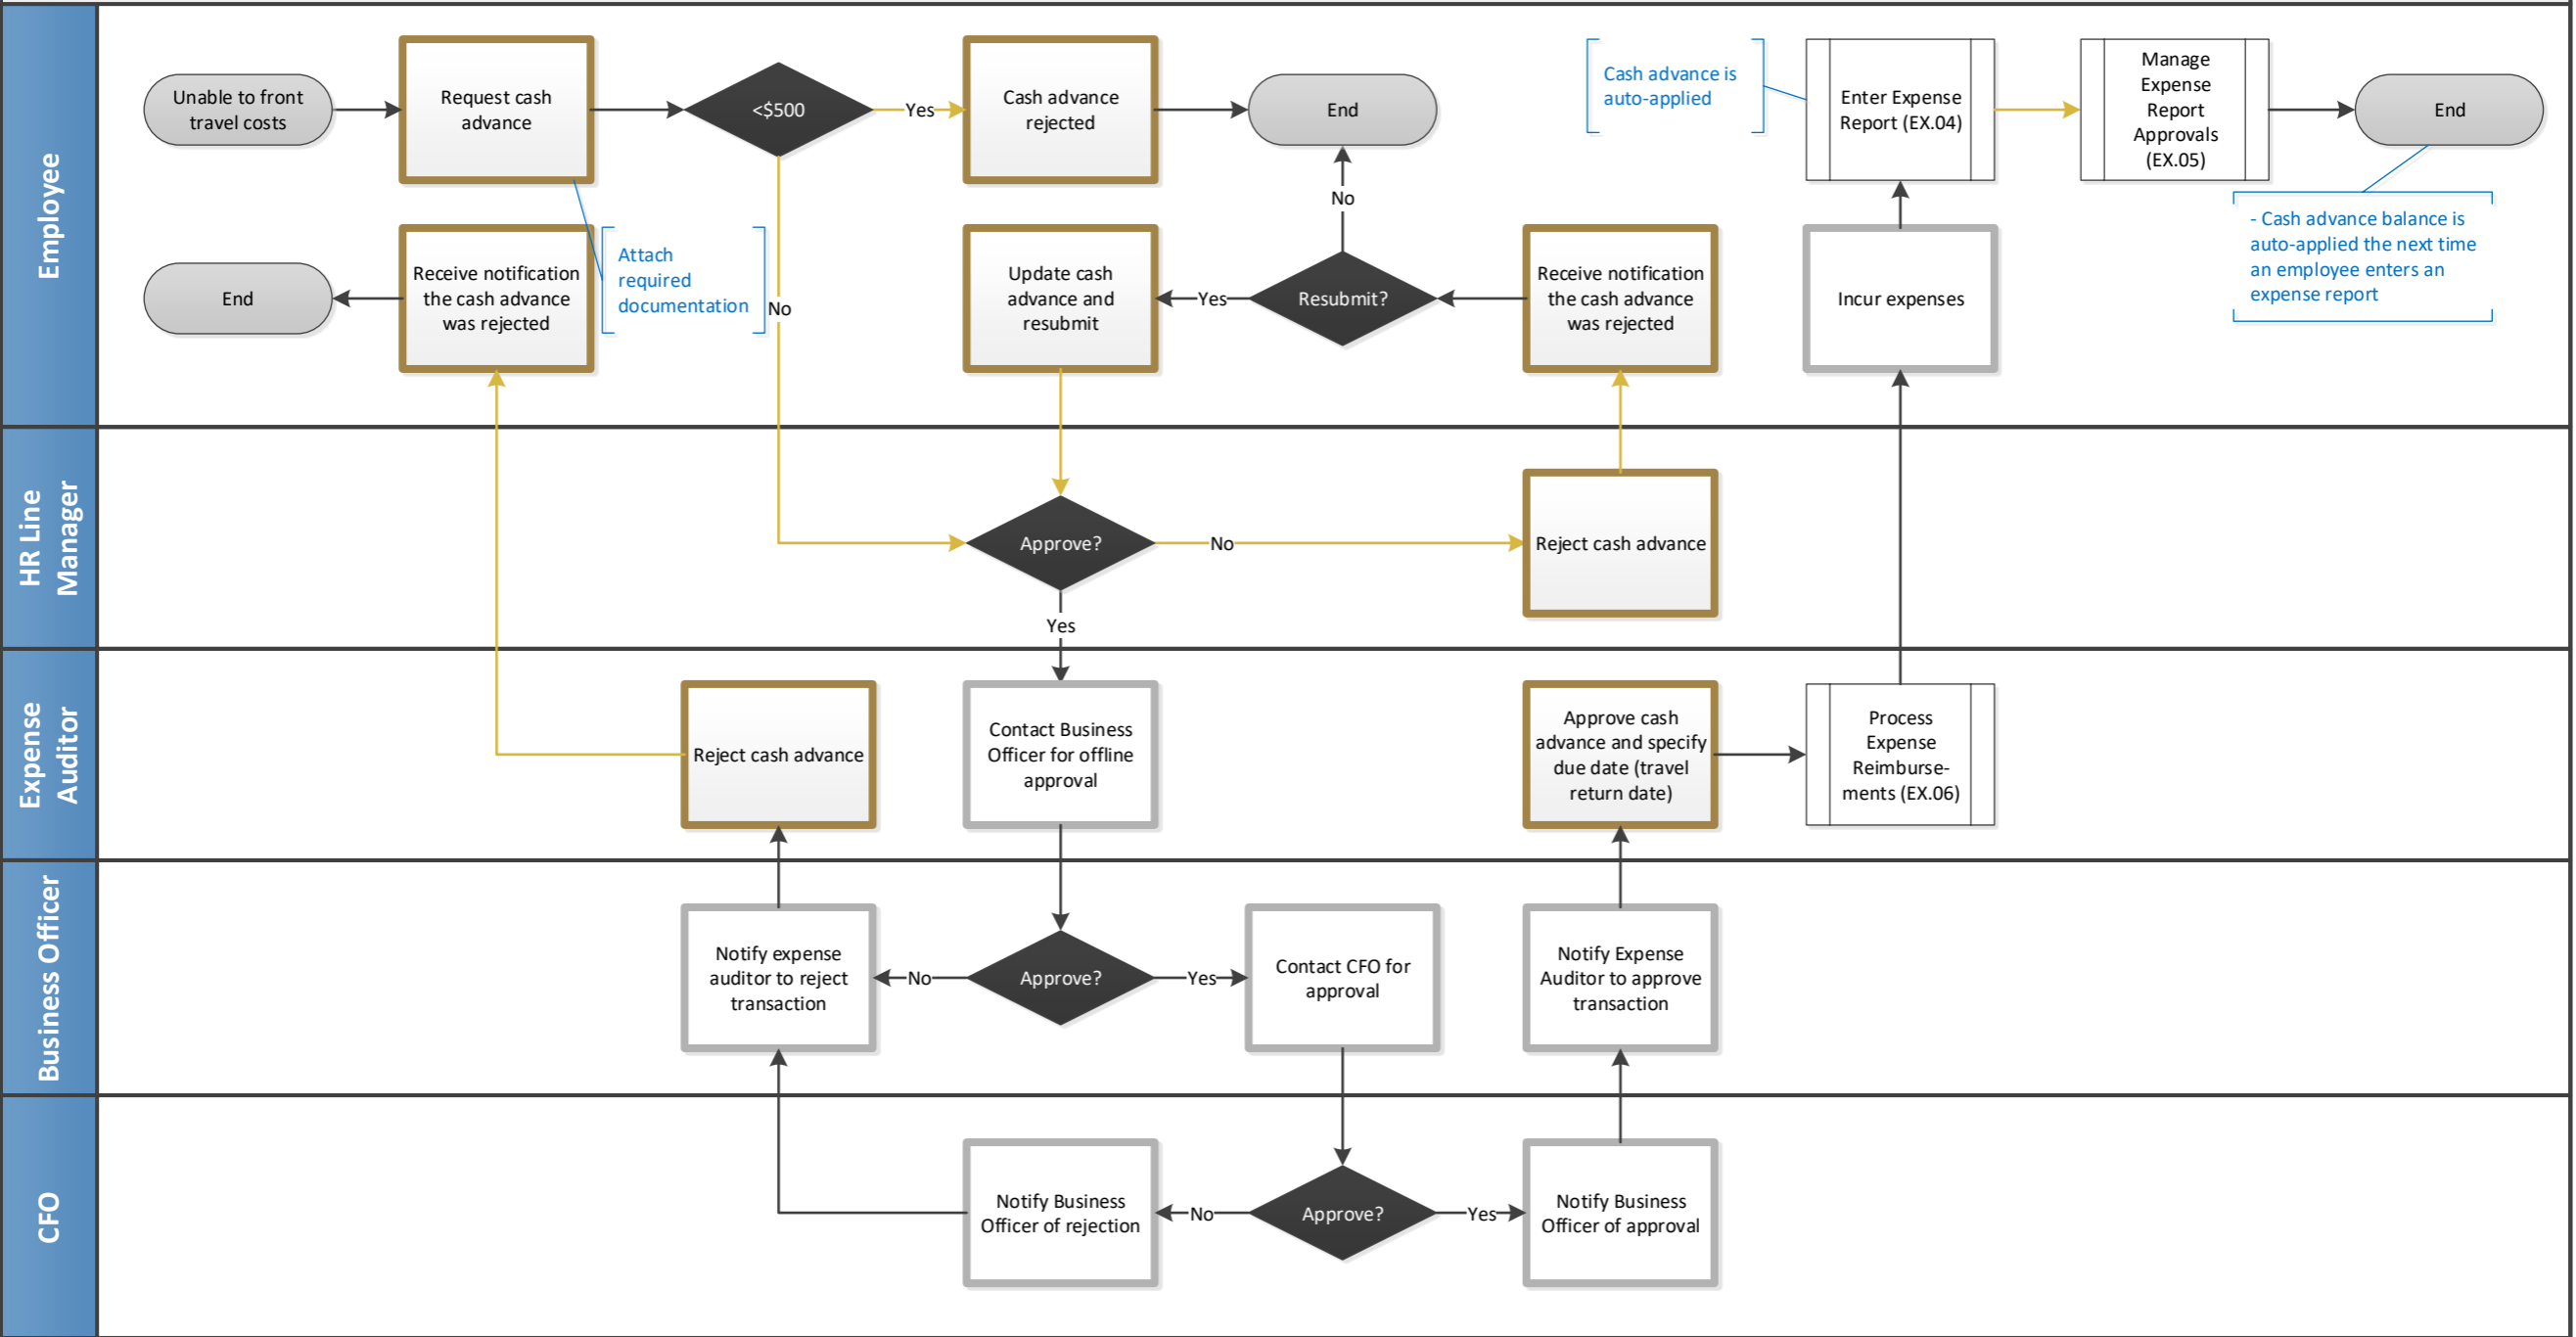 Employee
Unable to front
travel costs
Request cash
advance
<$500
Yes
Cash advance
rejected
End
Cash advance is
auto-applied
Enter Expense
Report (EX.04)
Manage
Expense
Report
Approvals
(EX.05)
End
No
End
Receive notification
the cash advance
was rejected
Attach
required
documentation
No
Update cash
advance and
resubmit
Yes
Resubmit?
Receive notification
the cash advance
was rejected
Incur expenses
- Cash advance balance is
auto-applied the next time
an employee enters an
expense report
HR Line
Manager
Approve?
No
Reject cash advance
Yes
Expense
Auditor
Reject cash advance
Contact Business
Officer for offline
approval
Approve cash
advance and specify
due date (travel
return date)
Process
Expense
Reimburse-
ments (EX.06)
Business Officer
Notify expense
auditor to reject
transaction
No
Approve?
Yes
Contact CFO for
approval
Notify Expense
Auditor to approve
transaction
CFO
Notify Business
Officer of rejection
No
Approve?
Yes
Notify Business
Officer of approval